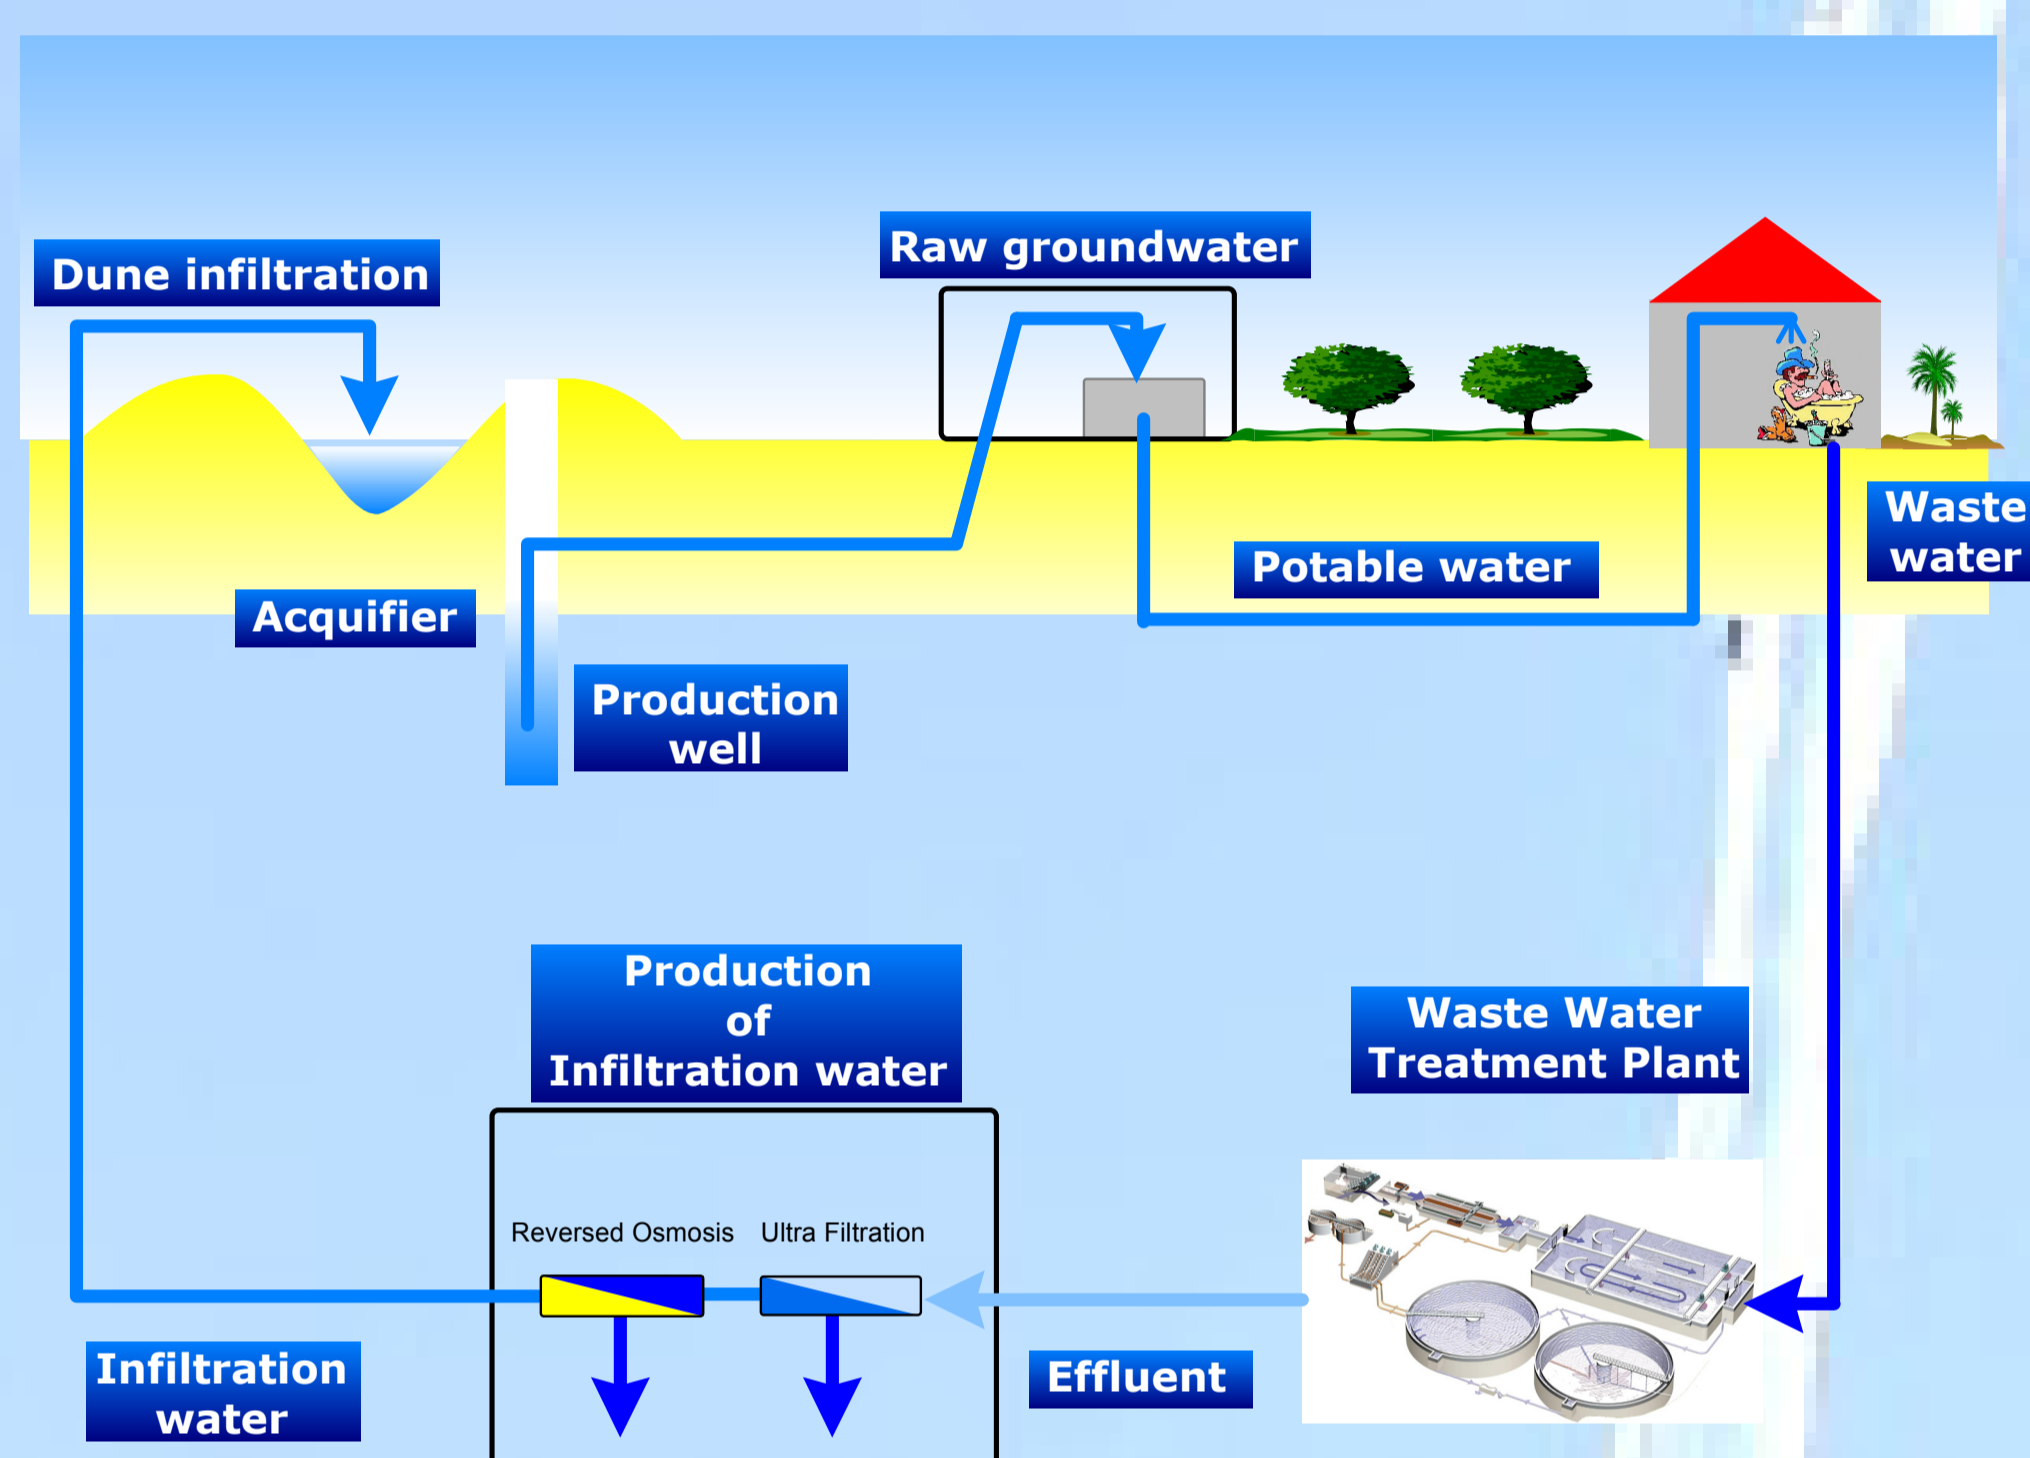 Raw groundwater
Dune infiltration
Waste
water
Potable water
Acquifier
Production
well
Production
of
Infiltration water
Waste Water
Treatment Plant
Reversed Osmosis
Ultra Filtration
Infiltration
water
Effluent